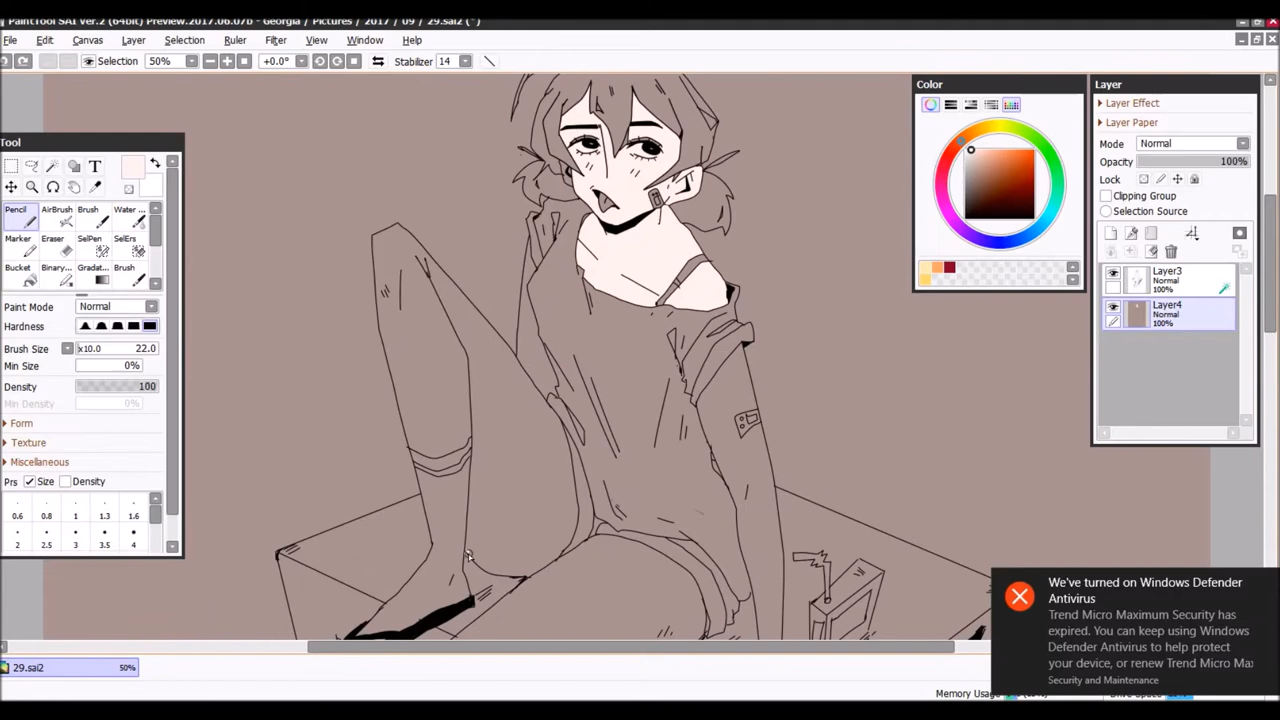 PaintTool SAI Ver.2 (64bit) Preview.2017.06.07b - Georgia / Pictures / 2017 / 09 / 29.sai2 (*)
File Edit Canvas Layer Selection Ruler Filter View Window Help
Selection 50% +0.0° Stabilizer 14
Tool
T
Pencil AirBrush Brush Water ..
Marker Eraser SelPen SelErs
Bucket Binary... Gradat... Brush
Paint Mode Normal
Hardness
Brush Size x10.0 22.0
Min Size 0%
Density 100
Min Density 0%
Form
Texture
Miscellaneous
Prs Size Density
0.6 0.8 1 1.3 1.6
2 2.5 3 3.5 4
Color
Layer
Layer Effect
Layer Paper
Mode Normal
Opacity 100%
Lock
Clipping Group
Selection Source
Layer3
Normal
100%
Layer4
Normal
100%
We've turned on Windows Defender
Antivirus
Trend Micro Maximum Security has
expired. You can keep using Windows
Defender Antivirus to help protect
your device, or renew Trend Micro Ma
Security and Maintenance
29.sai2 50%
Memory Usage